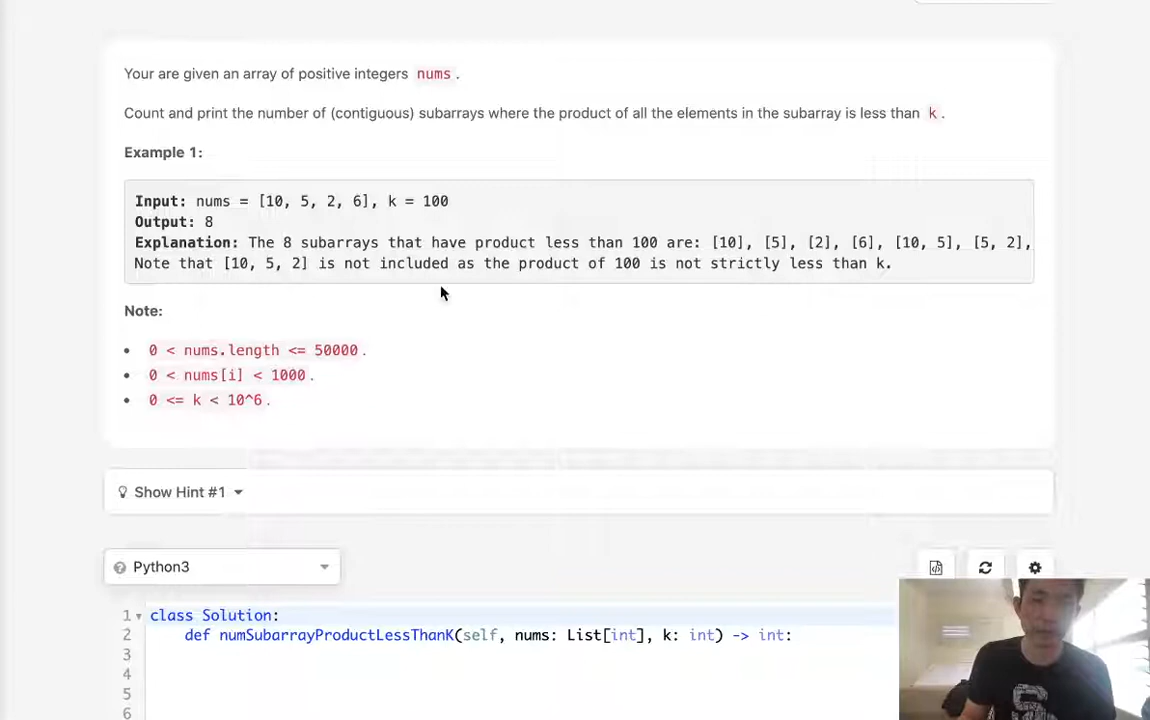 Your are given an array of positive integers nums .
Count and print the number of (contiguous) subarrays where the product of all the elements in the subarray is less than k .
Example 1:
Input: nums = [10, 5, 2, 6], k = 100
Output: 8
Explanation: The 8 subarrays that have product less than 100 are: [10], [5], [2], [6], [10, 5], [5, 2],
Note that [10, 5, 2] is not included as the product of 100 is not strictly less than k.
Note:
• 0 < nums.length <= 50000 .
• 0 < nums[i] < 1000 .
• 0 <= k < 10^6 .
Show Hint #1
Python3
1 class Solution:
2 def numSubarrayProductLessThanK(self, nums: List[int], k: int) -> int:
3
4
5
6